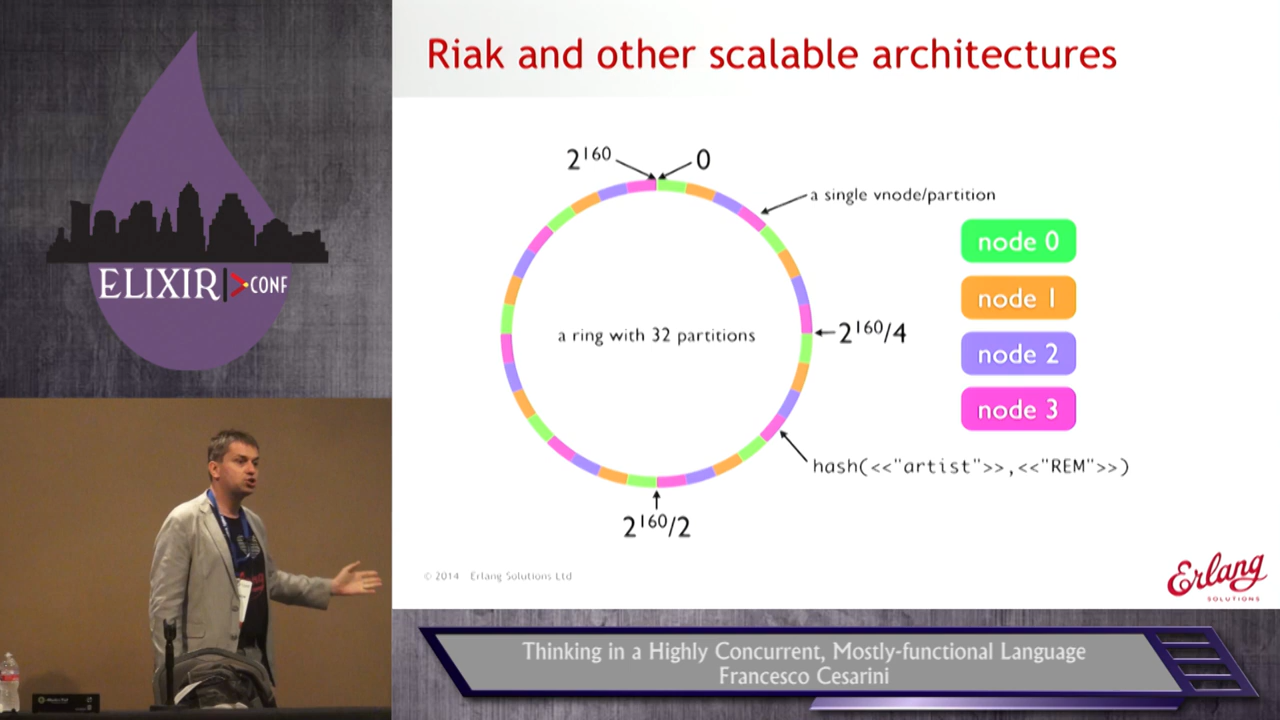 Riak and other scalable architectures
2¹⁶⁰
0
a single vnode/partition
node 0
node 1
node 2
node 3
a ring with 32 partitions
2¹⁶⁰/4
hash(<<"artist">>,<<"REM">>)
2¹⁶⁰/2
© 2014 Erlang Solutions Ltd
Erlang
SOLUTIONS
ELIXIR
CONF
Thinking in a Highly Concurrent, Mostly-functional Language
Francesco Cesarini